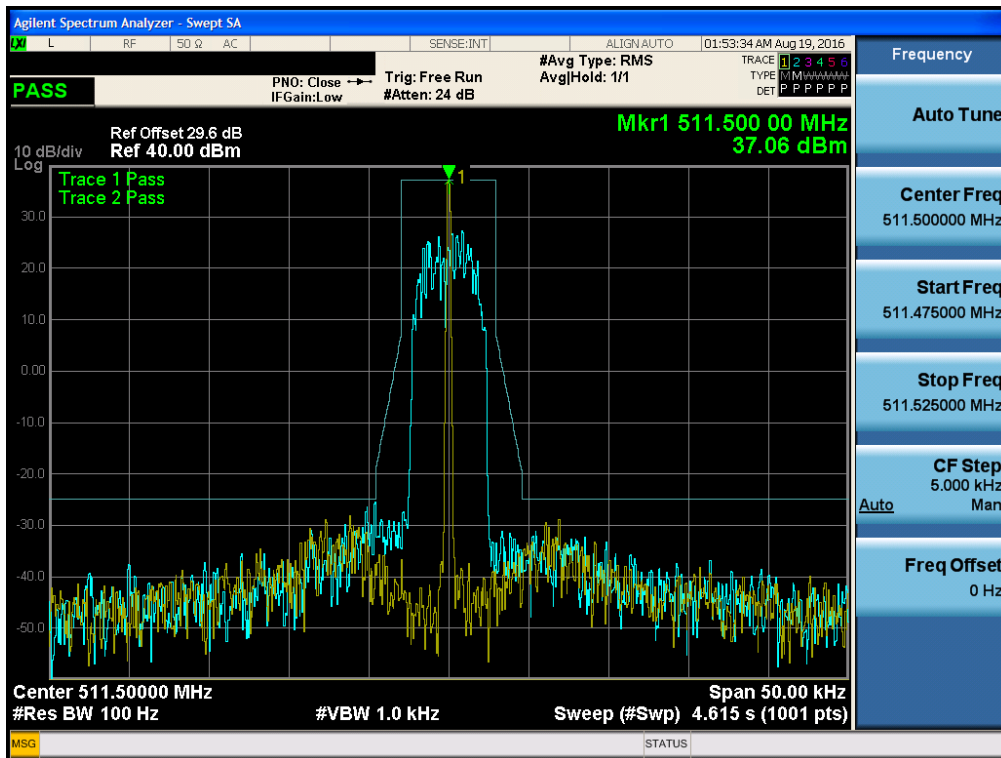 Agilent Spectrum Analyzer - Swept SA
LXI L RF 50 Ω AC SENSE:INT ALIGN AUTO 01:53:34 AM Aug 19, 2016
PASS
PNO: Close
IFGain:Low
Trig: Free Run
#Atten: 24 dB
#Avg Type: RMS
Avg|Hold: 1/1
TRACE 1 2 3 4 5 6
TYPE M M W W W W
DET P P P P P P
Mkr1 511.500 00 MHz
37.06 dBm
Ref Offset 29.6 dB
10 dB/div Ref 40.00 dBm
Log
Trace 1 Pass
Trace 2 Pass
1
30.0
20.0
10.0
0.00
-10.0
-20.0
-30.0
-40.0
-50.0
Center 511.50000 MHz Span 50.00 kHz
#Res BW 100 Hz #VBW 1.0 kHz Sweep (#Swp) 4.615 s (1001 pts)
MSG STATUS
Frequency
Auto Tune
Center Freq
511.500000 MHz
Start Freq
511.475000 MHz
Stop Freq
511.525000 MHz
CF Step
5.000 kHz
Auto Man
Freq Offset
0 Hz